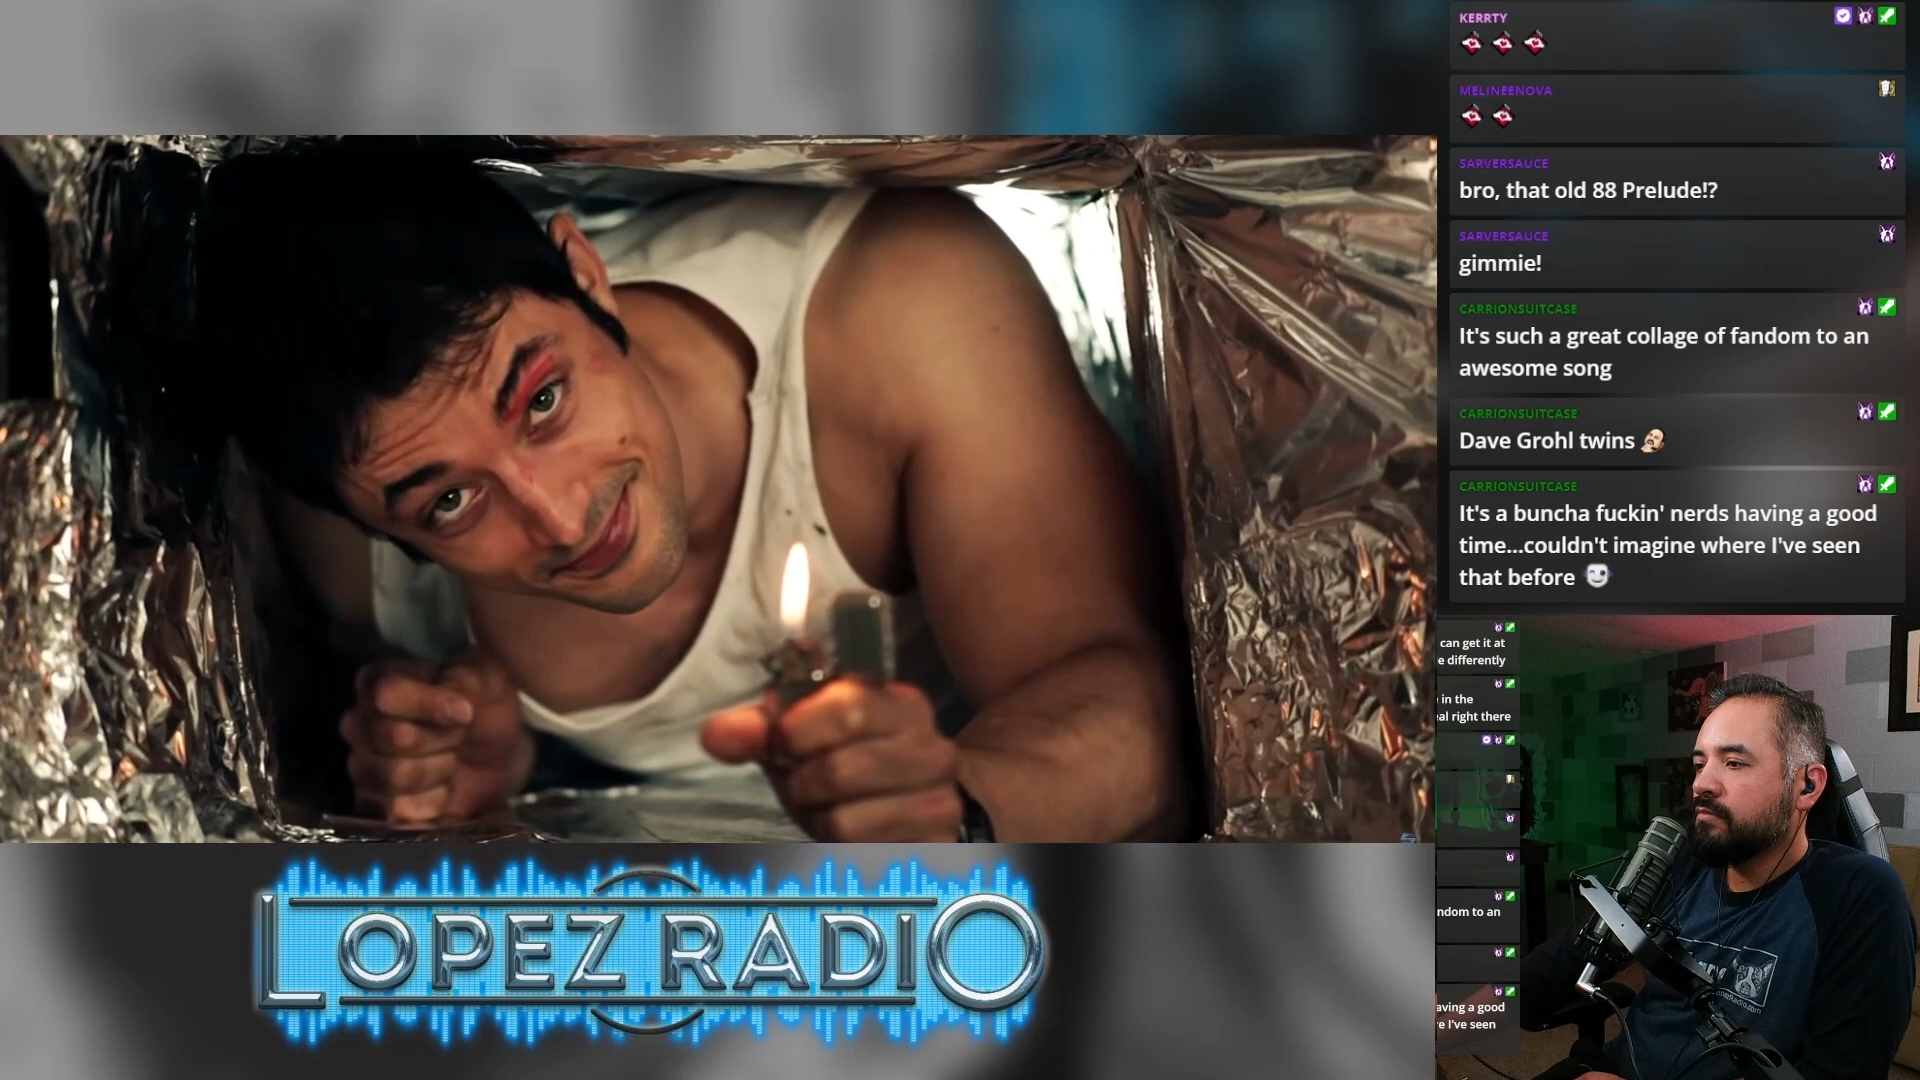 KERRTY
MELINEENOVA
SARVERSAUCE
bro, that old 88 Prelude!?
SARVERSAUCE
gimmie!
CARRIONSUITCASE
It's such a great collage of fandom to an
awesome song
CARRIONSUITCASE
Dave Grohl twins
CARRIONSUITCASE
It's a buncha fuckin' nerds having a good
time...couldn't imagine where I've seen
that before
can get it at
e differently
in the
eal right there
ndom to an
aving a good
re I've seen
LOPEZ RADIO